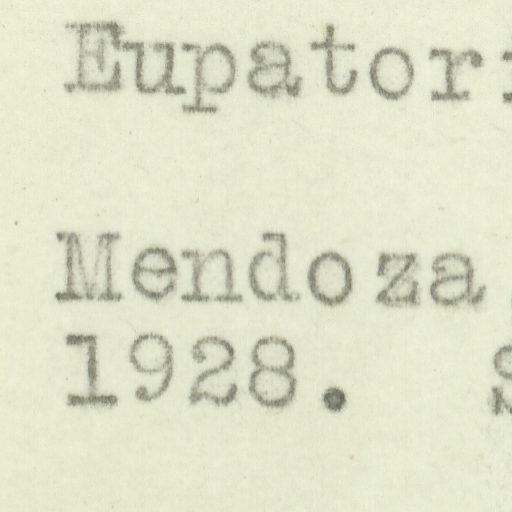 Eupatori
Mendoza
1928. S